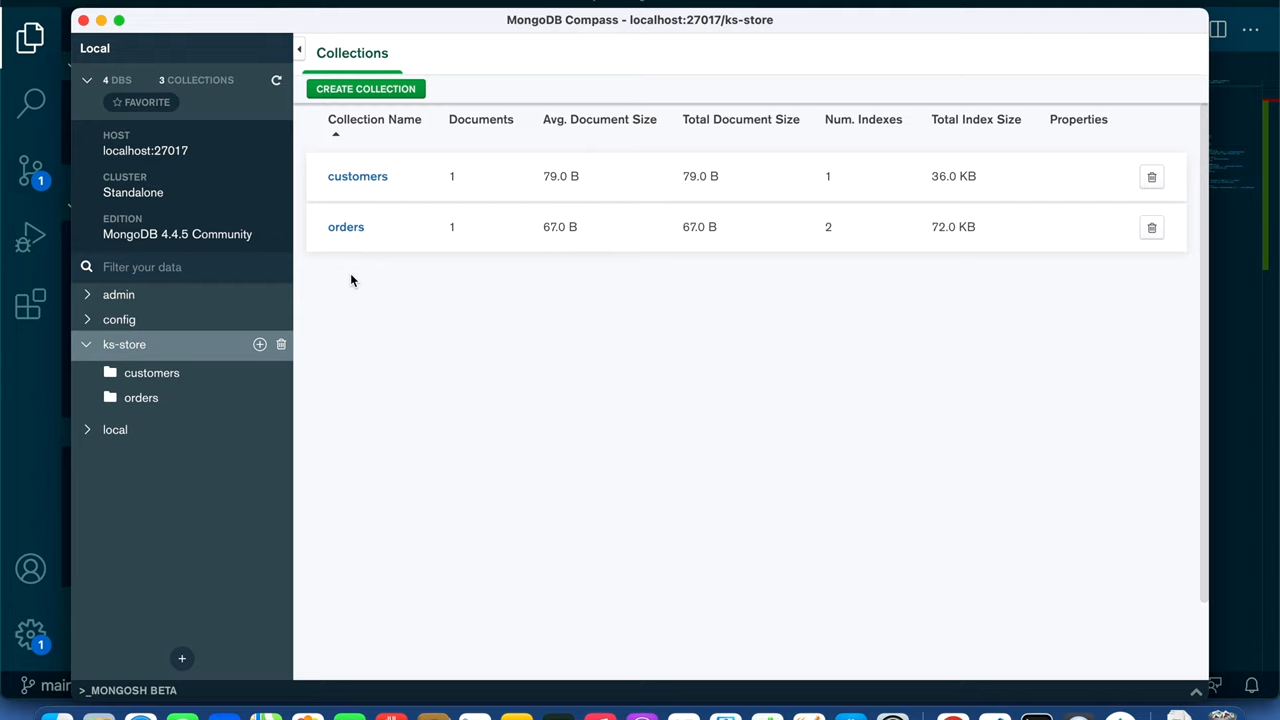 MongoDB Compass - localhost:27017/ks-store
Local
4 DBS 3 COLLECTIONS
FAVORITE
HOST
localhost:27017
CLUSTER
Standalone
EDITION
MongoDB 4.4.5 Community
Filter your data
admin
config
ks-store
customers
orders
local
>_MONGOSH BETA
Collections
CREATE COLLECTION
Collection Name Documents Avg. Document Size Total Document Size Num. Indexes Total Index Size Properties
customers 1 79.0 B 79.0 B 1 36.0 KB
orders 1 67.0 B 67.0 B 2 72.0 KB
1
1
main